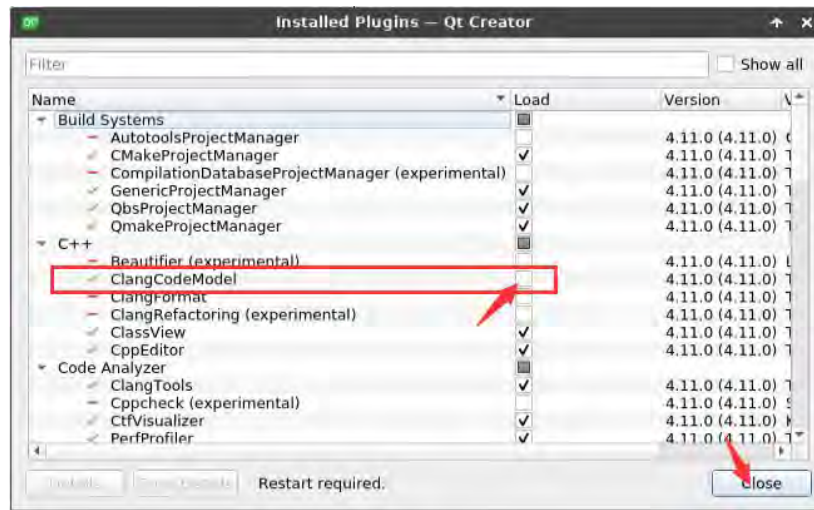 Installed Plugins — Qt Creator
Filter
Show all
Name Load Version
Build Systems
AutotoolsProjectManager 4.11.0 (4.11.0)
CMakeProjectManager 4.11.0 (4.11.0) T
CompilationDatabaseProjectManager (experimental) 4.11.0 (4.11.0) T
GenericProjectManager 4.11.0 (4.11.0) T
QbsProjectManager 4.11.0 (4.11.0) T
QmakeProjectManager 4.11.0 (4.11.0) T
C++
Beautifier (experimental) 4.11.0 (4.11.0) L
ClangCodeModel 4.11.0 (4.11.0) T
ClangFormat 4.11.0 (4.11.0) T
ClangRefactoring (experimental) 4.11.0 (4.11.0) T
ClassView 4.11.0 (4.11.0) T
CppEditor 4.11.0 (4.11.0) T
Code Analyzer
ClangTools 4.11.0 (4.11.0) T
Cppcheck (experimental) 4.11.0 (4.11.0)
CtfVisualizer 4.11.0 (4.11.0)
PerfProfiler 4.11.0 (4.11.0) T
Restart required. Close